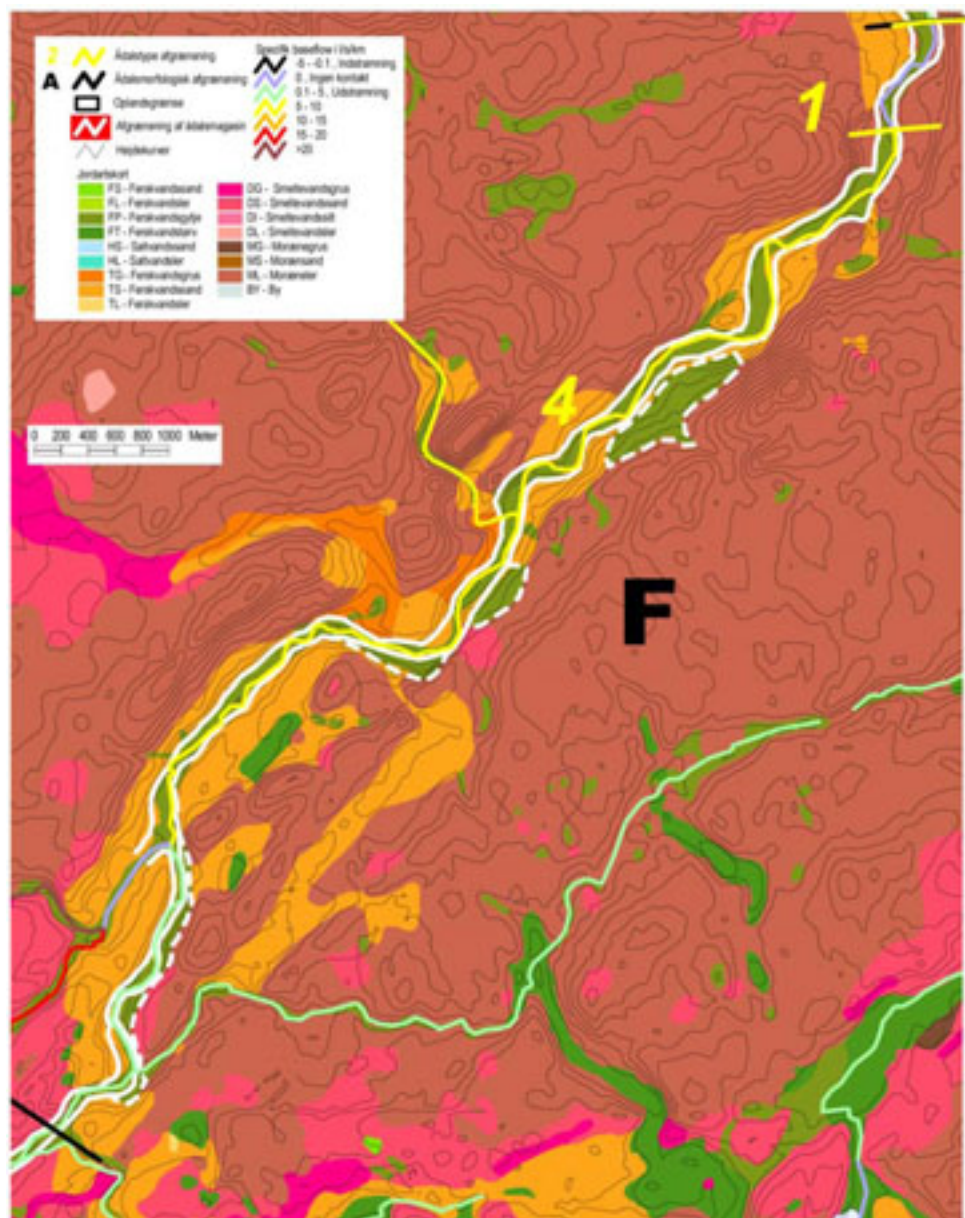 2 Ådalstype afgrænsning
A Ådalsmorfologisk afgrænsning
Oplandsgrænse
Afgrænsning af ådalsmagasin
Højdekurver
Specifik baseflow i l/s/km
-5 - -0.1, Indstrømning
0, Ingen kontakt
0.1 - 5, Udstrømning
5 - 10
10 - 15
15 - 20
>20
Jordartskort
FS - Ferskvandssand
FL - Ferskvandsler
FP - Ferskvandsgytje
FT - Ferskvandstørv
HS - Saltvandssand
HL - Saltvandsler
TG - Ferskvandsgrus
TS - Ferskvandssand
TL - Ferskvandsler
DG - Smeltevandsgrus
DS - Smeltevandssand
DI - Smeltevandssilt
DL - Smeltevandsler
MG - Morænegrus
MS - Morænesand
ML - Moræneler
BY - By
0 200 400 600 800 1000 Meter
1
4
F